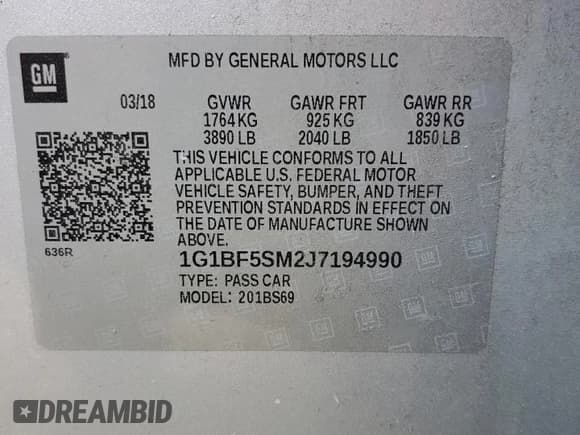 GM
MFD BY GENERAL MOTORS LLC
03/18 GVWR GAWR FRT GAWR RR
1764 KG 925 KG 839 KG
3890 LB 2040 LB 1850 LB
THIS VEHICLE CONFORMS TO ALL
APPLICABLE U.S. FEDERAL MOTOR
VEHICLE SAFETY, BUMPER, AND THEFT
PREVENTION STANDARDS IN EFFECT ON
THE DATE OF MANUFACTURE SHOWN
ABOVE.
636R
1G1BF5SM2J7194990
TYPE: PASS CAR
MODEL: 201BS69
DREAMBID